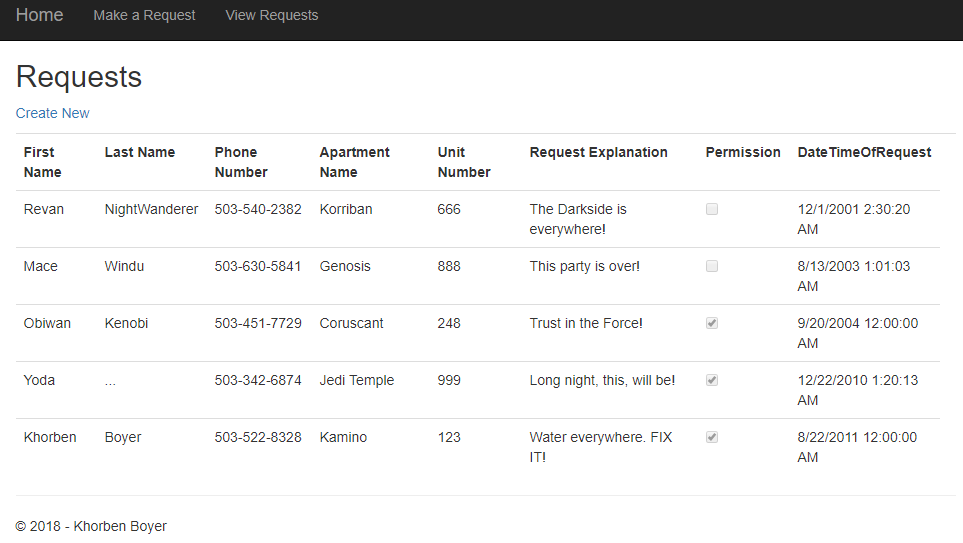 Home Make a Request View Requests
Requests
Create New
First Name Last Name Phone Number Apartment Name Unit Number Request Explanation Permission DateTimeOfRequest
Revan NightWanderer 503-540-2382 Korriban 666 The Darkside is everywhere! 12/1/2001 2:30:20 AM
Mace Windu 503-630-5841 Genosis 888 This party is over! 8/13/2003 1:01:03 AM
Obiwan Kenobi 503-451-7729 Coruscant 248 Trust in the Force! 9/20/2004 12:00:00 AM
Yoda ... 503-342-6874 Jedi Temple 999 Long night, this, will be! 12/22/2010 1:20:13 AM
Khorben Boyer 503-522-8328 Kamino 123 Water everywhere. FIX IT! 8/22/2011 12:00:00 AM
© 2018 - Khorben Boyer